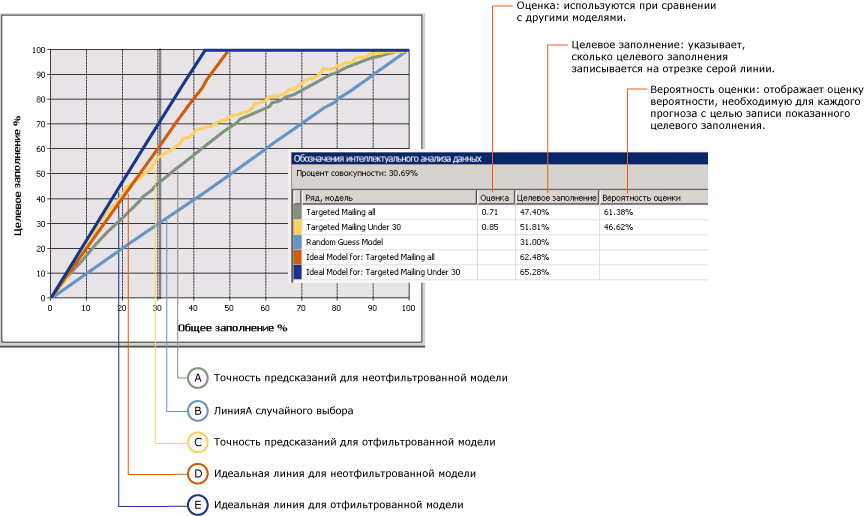 Оценка: используются при сравнении
с другими моделями.
Целевое заполнение: указывает,
сколько целевого заполнения
записывается на отрезке серой линии.
Вероятность оценки: отображает оценку
вероятности, необходимую для каждого
прогноза с целью записи показанного
целевого заполнения.
Целевое заполнение %
100
90
80
70
60
50
40
30
20
10
0
0 10 20 30 40 50 60 70 80 90 100
Общее заполнение %
Обозначения интеллектуального анализа данных
Процент совокупности: 30.69%
Ряд, модель Оценка Целевое заполнение Вероятность оценки
Targeted Mailing all 0.71 47.40% 61.38%
Targeted Mailing Under 30 0.85 51.81% 46.62%
Random Guess Model 31.00%
Ideal Model for: Targeted Mailing all 62.48%
Ideal Model for: Targeted Mailing Under 30 65.28%
A Точность предсказаний для неотфильтрованной модели
B ЛинияА случайного выбора
C Точность предсказаний для отфильтрованной модели
D Идеальная линия для неотфильтрованной модели
E Идеальная линия для отфильтрованной модели